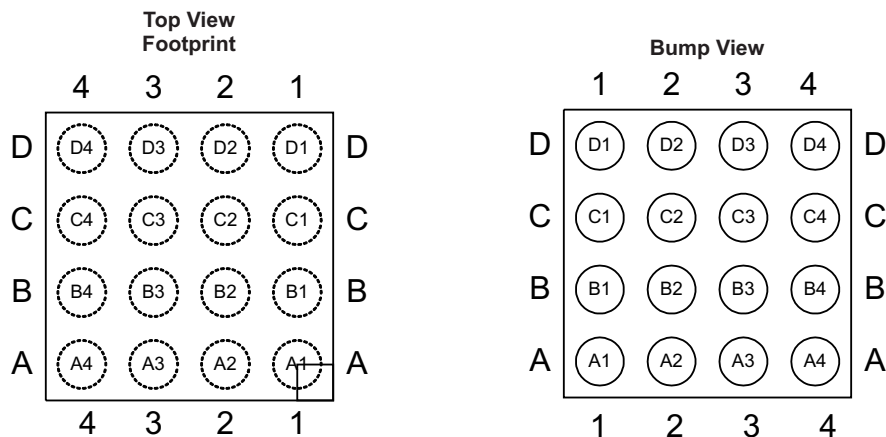 Top View
Footprint
4 3 2 1
D D4 D3 D2 D1 D
C C4 C3 C2 C1 C
B B4 B3 B2 B1 B
A A4 A3 A2 A1 A
4 3 2 1
Bump View
1 2 3 4
D D1 D2 D3 D4 D
C C1 C2 C3 C4 C
B B1 B2 B3 B4 B
A A1 A2 A3 A4 A
1 2 3 4